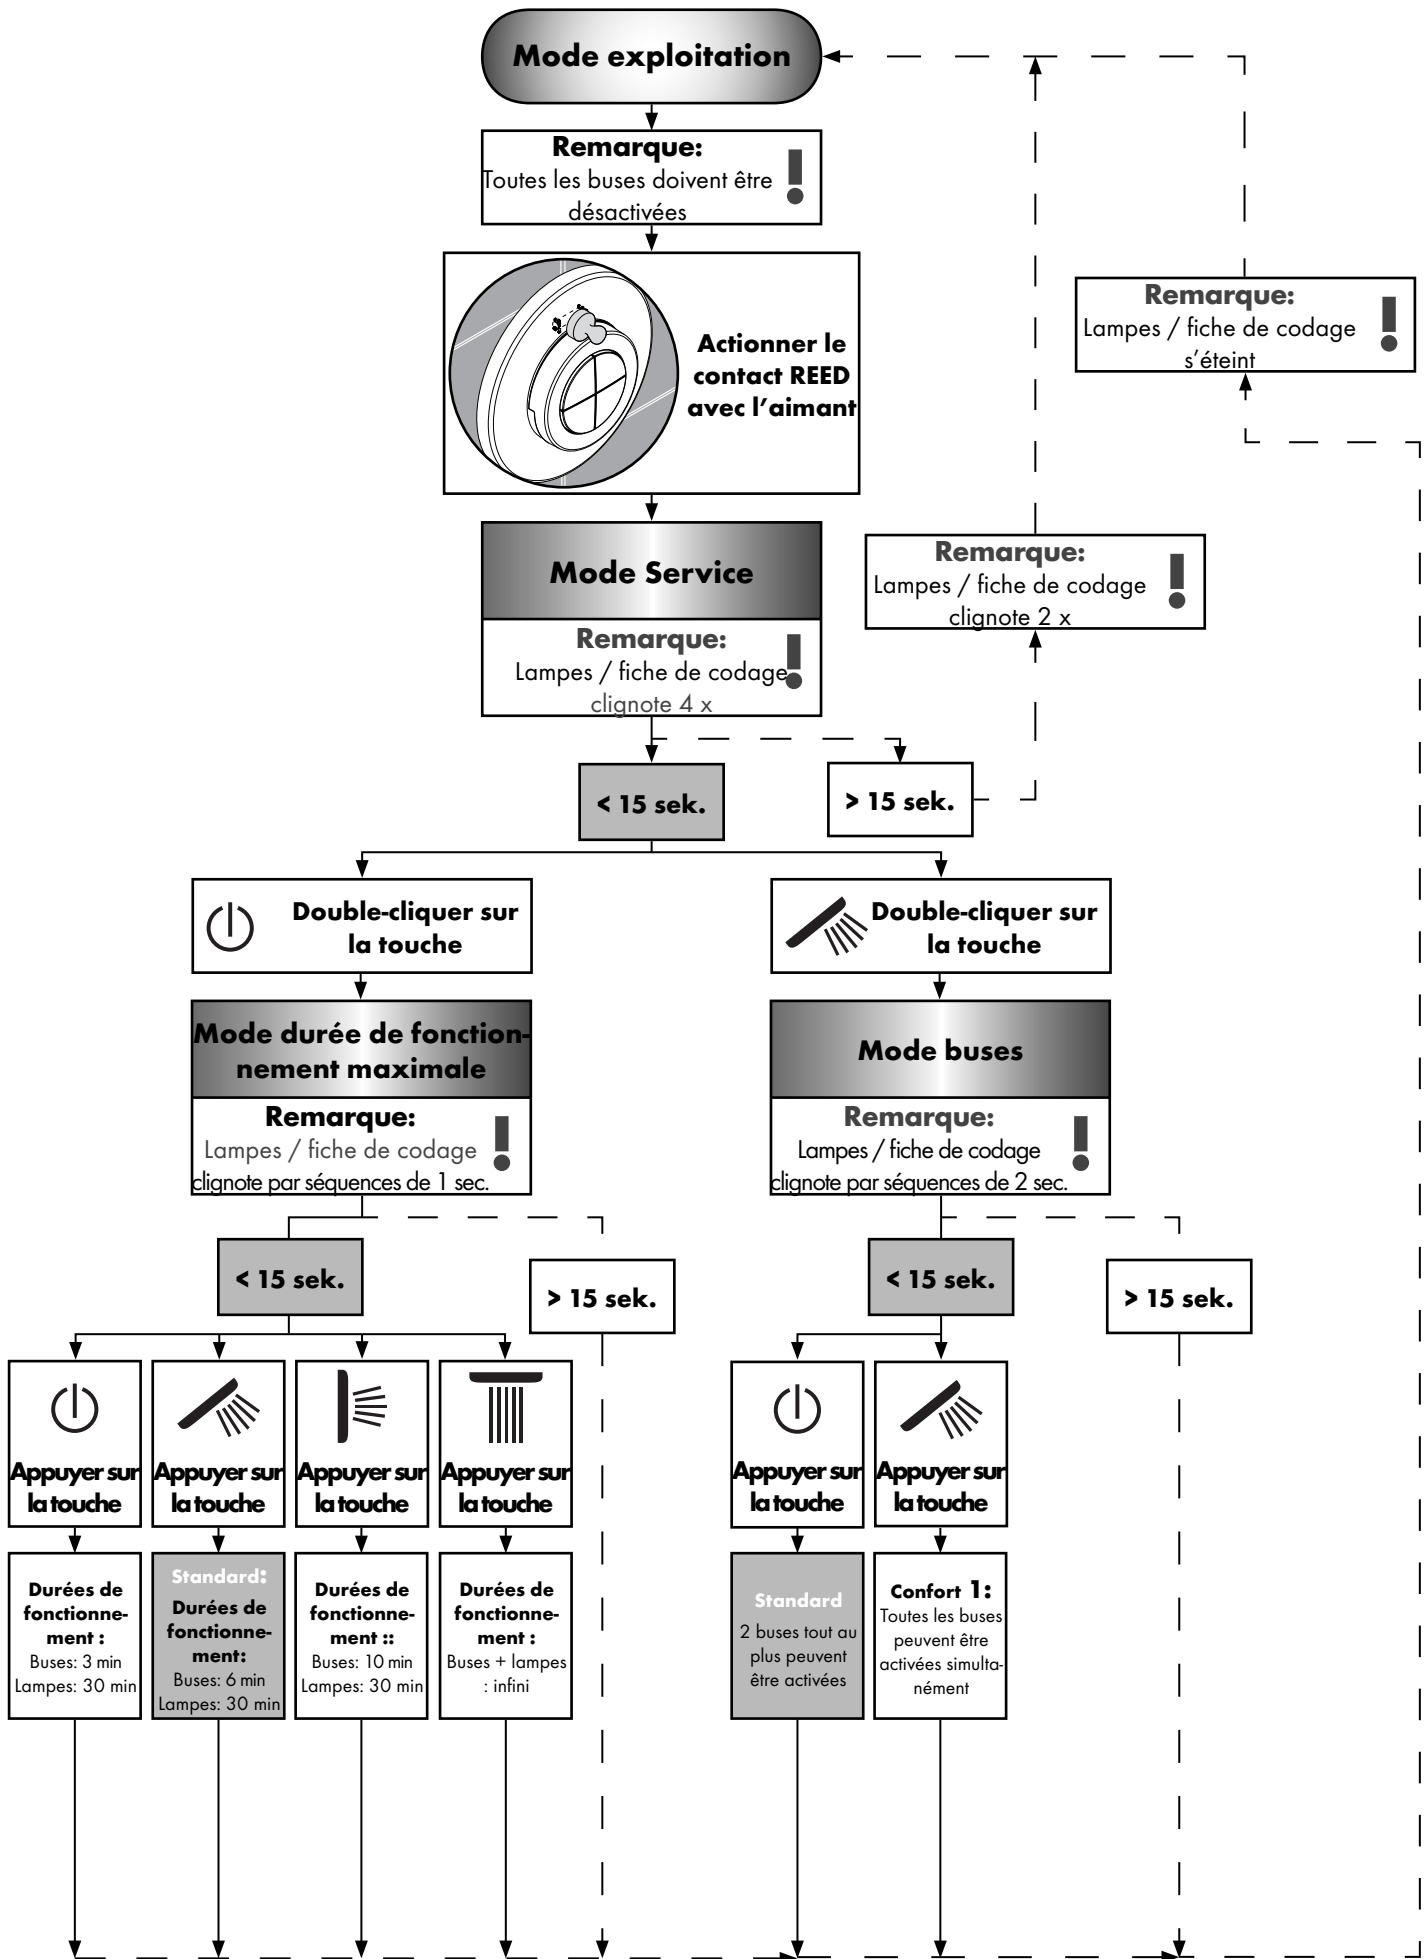 Mode exploitation
Remarque:
Toutes les buses doivent être
désactivées
Actionner le
contact REED
avec l’aimant
Remarque:
Lampes / fiche de codage
s’éteint
Mode Service
Remarque:
Lampes / fiche de codage
clignote 4 x
Remarque:
Lampes / fiche de codage
clignote 2 x
< 15 sek.
> 15 sek.
Double-cliquer sur
la touche
Double-cliquer sur
la touche
Mode durée de fonction-
nement maximale
Remarque:
Lampes / fiche de codage
clignote par séquences de 1 sec.
Mode buses
Remarque:
Lampes / fiche de codage
clignote par séquences de 2 sec.
< 15 sek.
> 15 sek.
< 15 sek.
> 15 sek.
Appuyer sur
la touche
Appuyer sur
la touche
Appuyer sur
la touche
Appuyer sur
la touche
Appuyer sur
la touche
Appuyer sur
la touche
Durées de
fonctionne-
ment :
Buses: 3 min
Lampes: 30 min
Standard:
Durées de
fonctionne-
ment:
Buses: 6 min
Lampes: 30 min
Durées de
fonctionne-
ment ::
Buses: 10 min
Lampes: 30 min
Durées de
fonctionne-
ment :
Buses + lampes
: infini
Standard
2 buses tout au
plus peuvent
être activées
Confort 1:
Toutes les buses
peuvent être
activées simulta-
nément